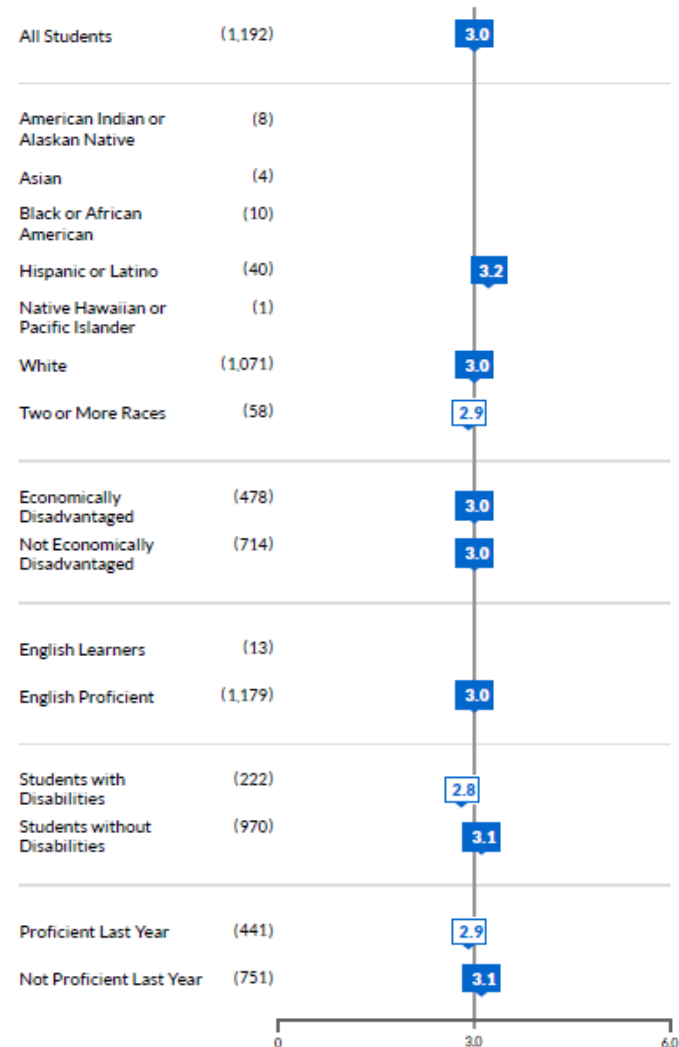 All Students (1,192) 3.0
American Indian or (8)
Alaskan Native
Asian (4)
Black or African (10)
American
Hispanic or Latino (40) 3.2
Native Hawaiian or (1)
Pacific Islander
White (1,071) 3.0
Two or More Races (58) 2.9
Economically (478) 3.0
Disadvantaged
Not Economically (714) 3.0
Disadvantaged
English Learners (13)
English Proficient (1,179) 3.0
Students with (222) 2.8
Disabilities
Students without (970) 3.1
Disabilities
Proficient Last Year (441) 2.9
Not Proficient Last Year (751) 3.1
0 3.0 6.0